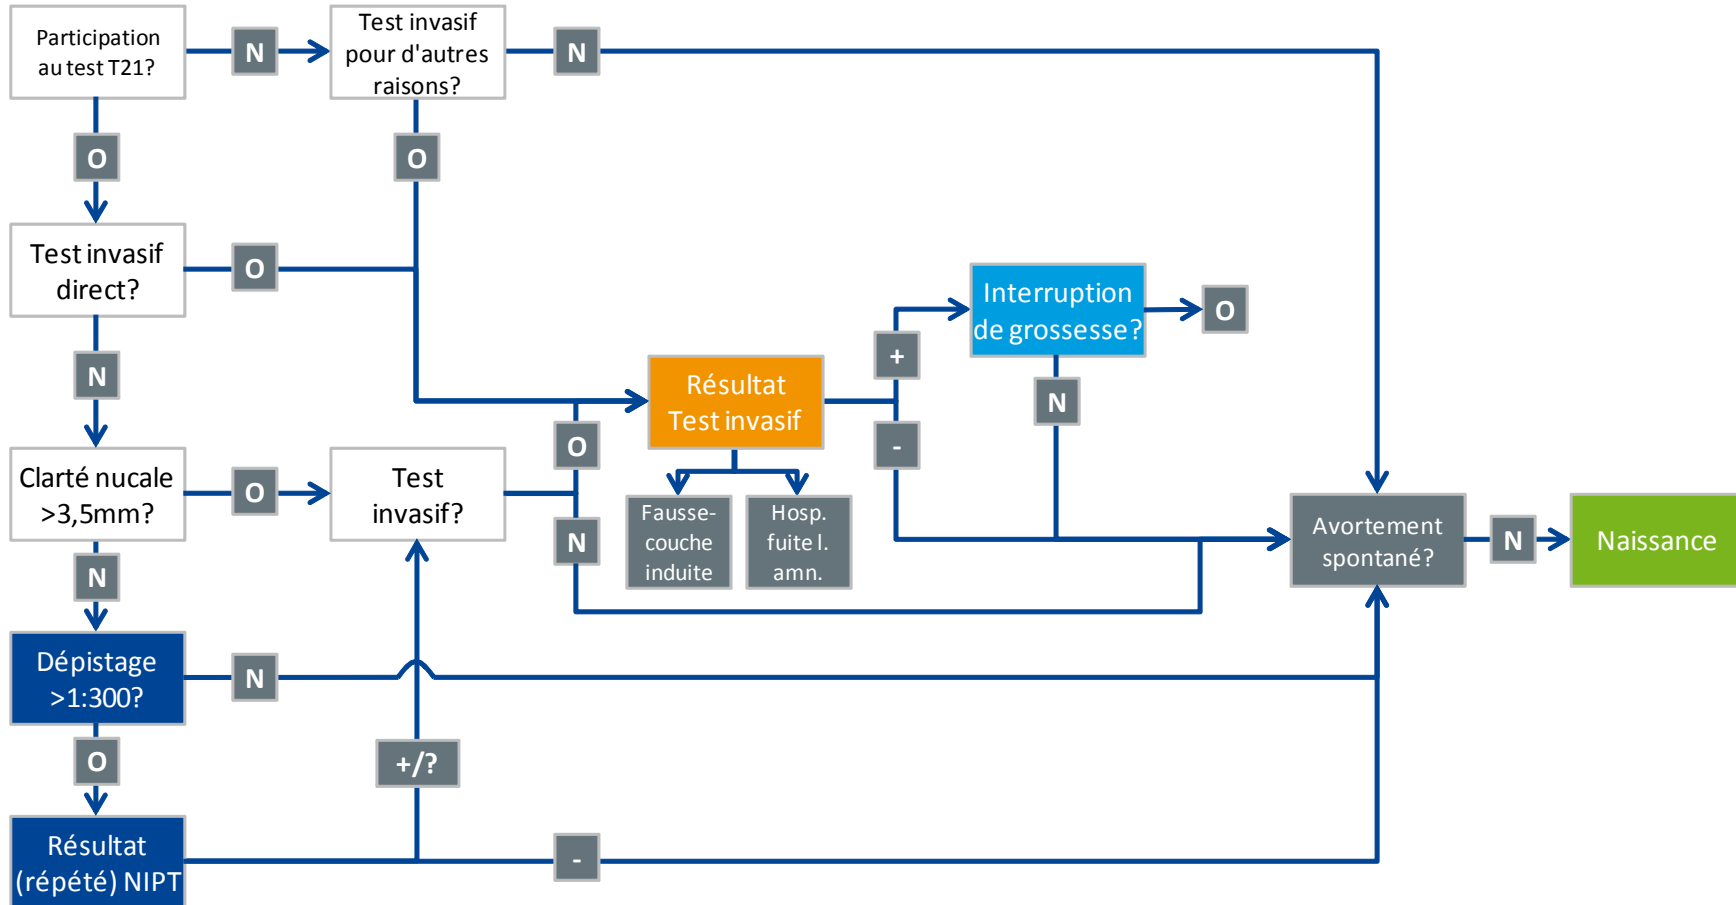 Participation
au test T21?
N
Test invasif
pour d'autres
raisons?
N
O
O
Test invasif
direct?
O
N
Interruption
de grossesse?
O
+
N
Résultat
Test invasif
-
O
Clarté nucale
>3,5mm?
O
Test
invasif?
N
Fausse-
couche
induite
Hosp.
fuite l.
amn.
Avortement
spontané?
N
Naissance
N
Dépistage
>1:300?
N
O
+/?
Résultat
(répété) NIPT
-